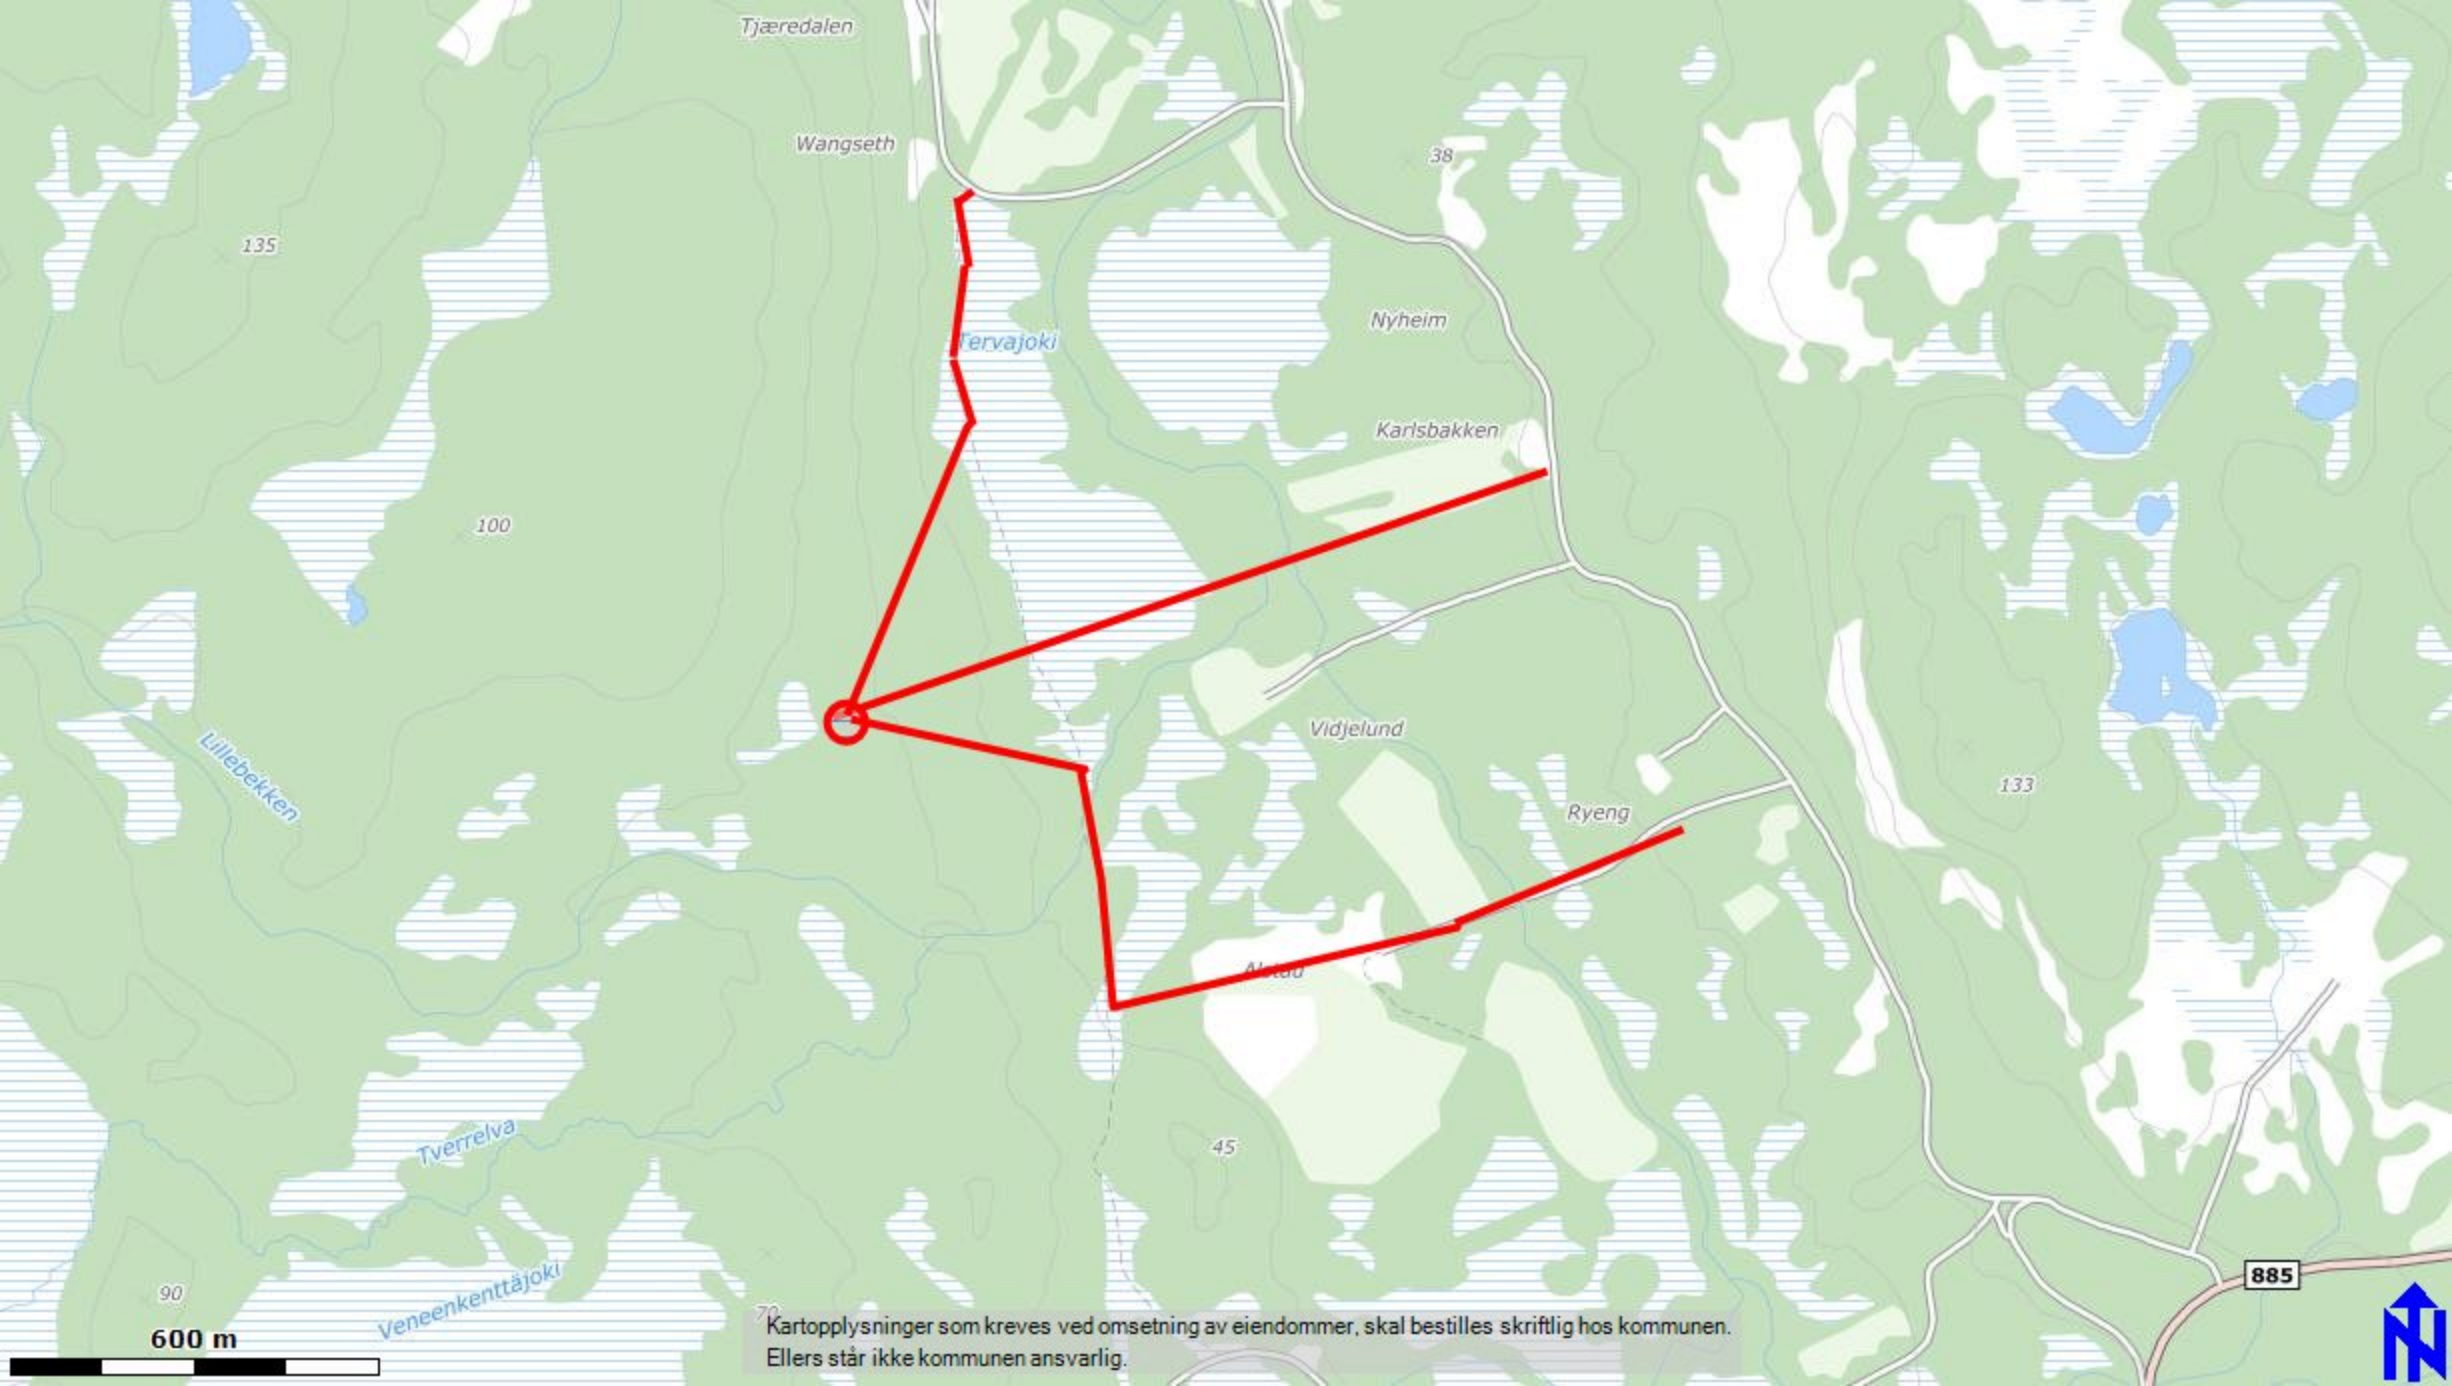 Tjæredalen
Wangseth
38
135
Nyheim
Tervajoki
Karlsbakken
100
Vidjelund
Lillebekken
133
Ryeng
Alstad
Tverrelva
45
Veneenkenttäjoki
90
885
70
600 m
Kartopplysninger som kreves ved omsetning av eiendommer, skal bestilles skriftlig hos kommunen.
Ellers står ikke kommunen ansvarlig.
N